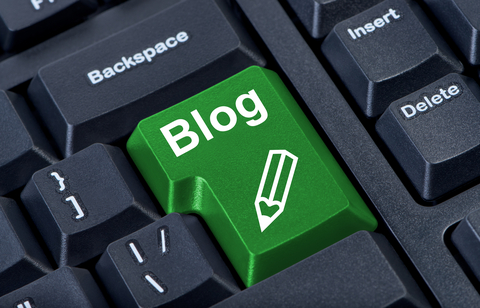 Insert
Backspace
Delete
Blog
}
]
| /
\